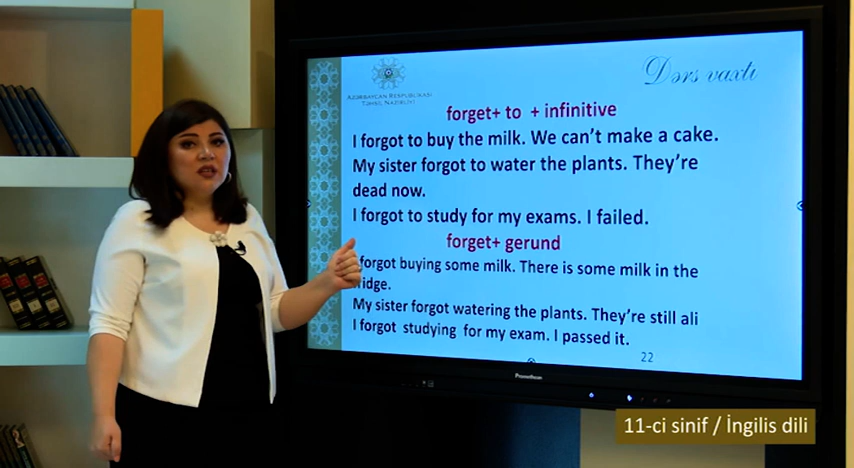 Dərs vaxtı
AZƏRBAYCAN RESPUBLİKASI
TƏHSİL NAZİRLİYİ
forget+ to + infinitive
I forgot to buy the milk. We can't make a cake.
My sister forgot to water the plants. They're
dead now.
I forgot to study for my exams. I failed.
forget+ gerund
forgot buying some milk. There is some milk in the
ridge.
My sister forgot watering the plants. They're still ali
I forgot studying for my exam. I passed it.
22
Promethean
11-ci sinif / İngilis dili